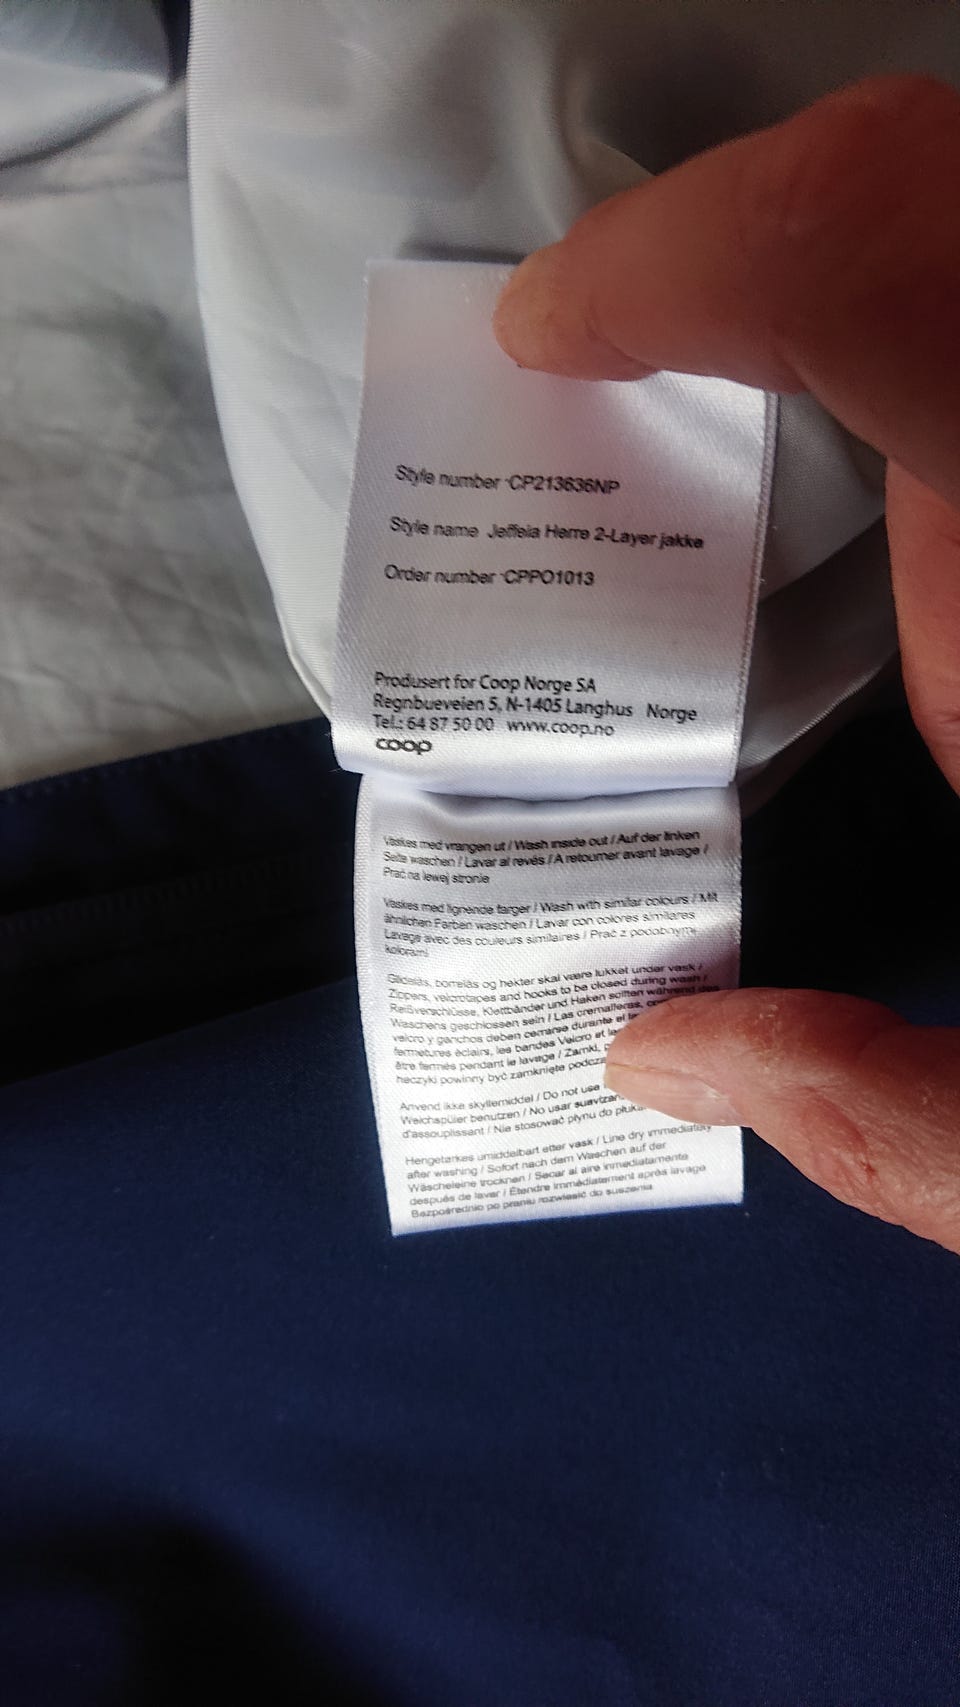 Style number :CP213636NP
Style name Jeffeia Herre 2-Layer jakke
Order number :CPPO1013
Produsert for Coop Norge SA
Regnbueveien 5, N-1405 Langhus Norge
Tel.: 64 87 50 00 www.coop.no
coop
Vaskes med vrangen ut / Wash inside out / Auf der linken
Seite waschen / Lavar al revés / A retourner avant lavage /
Prać na lewej stronie
Vaskes med lignende farger / Wash with similar colours / Mit
ähnlichen Farben waschen / Lavar con colores similares
Lavage avec des couleurs similaires / Prać z podobnymi
kolorami
Glidelås, borrelås og hekter skal være lukket under vask /
Zippers, velcrotapes and hooks to be closed during wash /
Reißverschlüsse, Klettbänder und Haken sollten während des
Waschens geschlossen sein / Las cremalleras,
velcro y ganchos deben cerrarse durante el
fermetures éclairs, les bandes Velcro et
être fermés pendant le lavage / Zamki,
haczyki powinny być zamknięte
Anvend ikke skyllemiddel / Do not use
Weichspüler benutzen / No usar
d'assouplissant / Nie stosować płynu do
Hengetørkes umiddelbart etter vask / Line dry immediately
after washing / Sofort nach dem Waschen auf der
Wäscheleine trocknen / Secar al aire inmediatamente
después de lavar / Étendre immédiatement après lavage
Bezpośrednio po praniu rozwiesić do suszenia